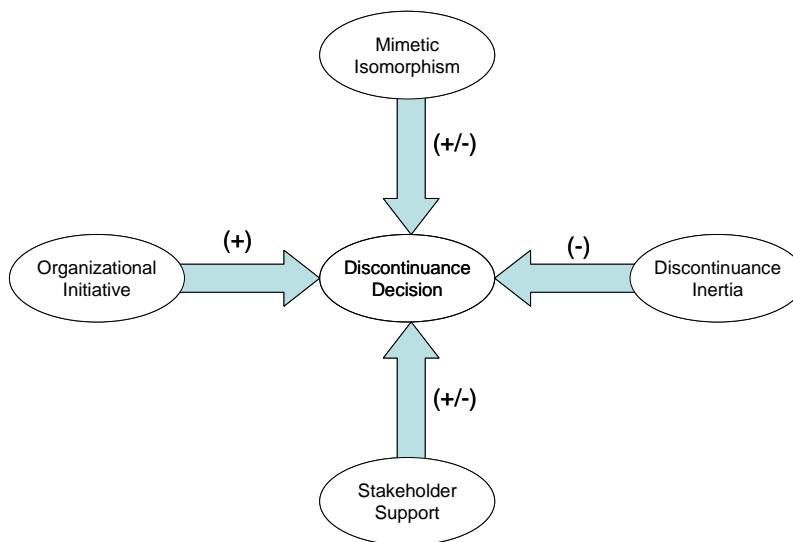 Mimetic
Isomorphism
(+/-)
(+)
(-)
Organizational
Initiative
Discontinuance
Decision
Discontinuance
Inertia
(+/-)
Stakeholder
Support